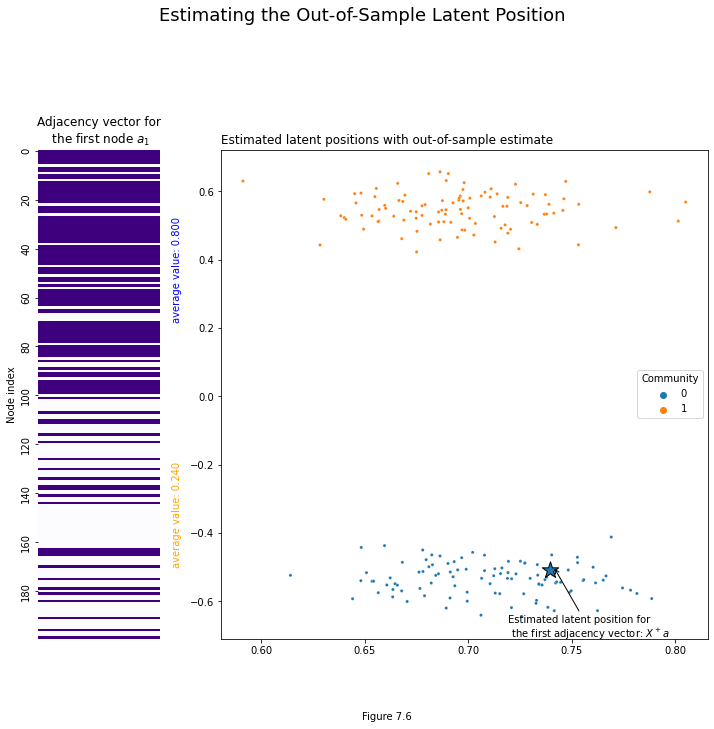 Estimating the Out-of-Sample Latent Position
Adjacency vector for
the first node a₁
Node index
0
20
40
60
80
100
120
140
160
180
average value: 0.800
average value: 0.240
Estimated latent positions with out-of-sample estimate
0.6
0.4
0.2
0.0
−0.2
−0.4
−0.6
0.60
0.65
0.70
0.75
0.80
Community
0
1
Estimated latent position for
the first adjacency vector: X⁺a
Figure 7.6